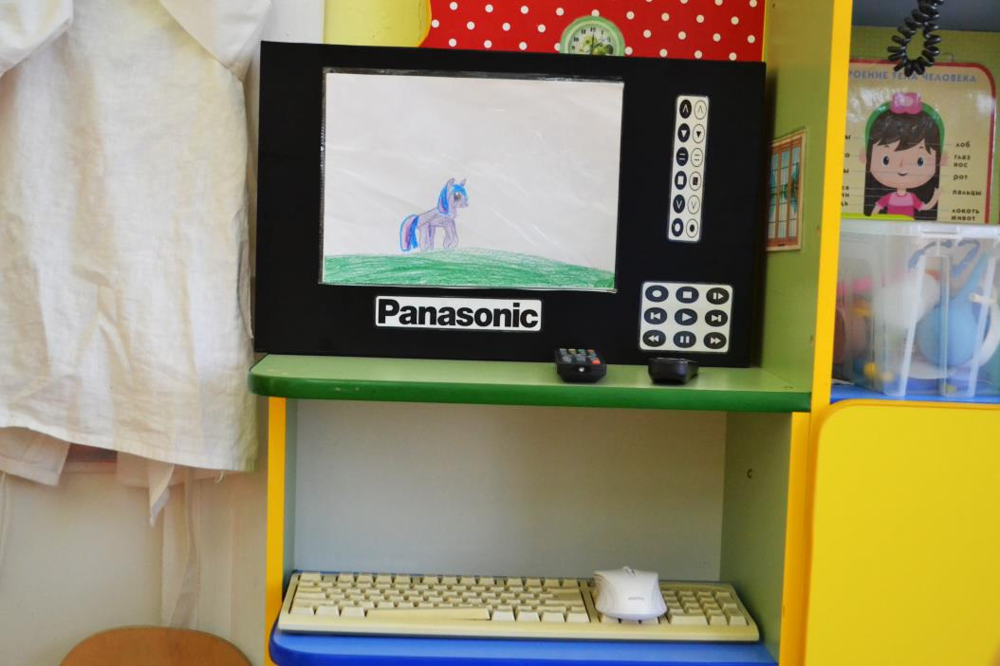 Panasonic
РОЕНИЕ ТЕЛА ЧЕЛОВЕКА
лоб
глаз
нос
рот
пальцы
локоть
живот